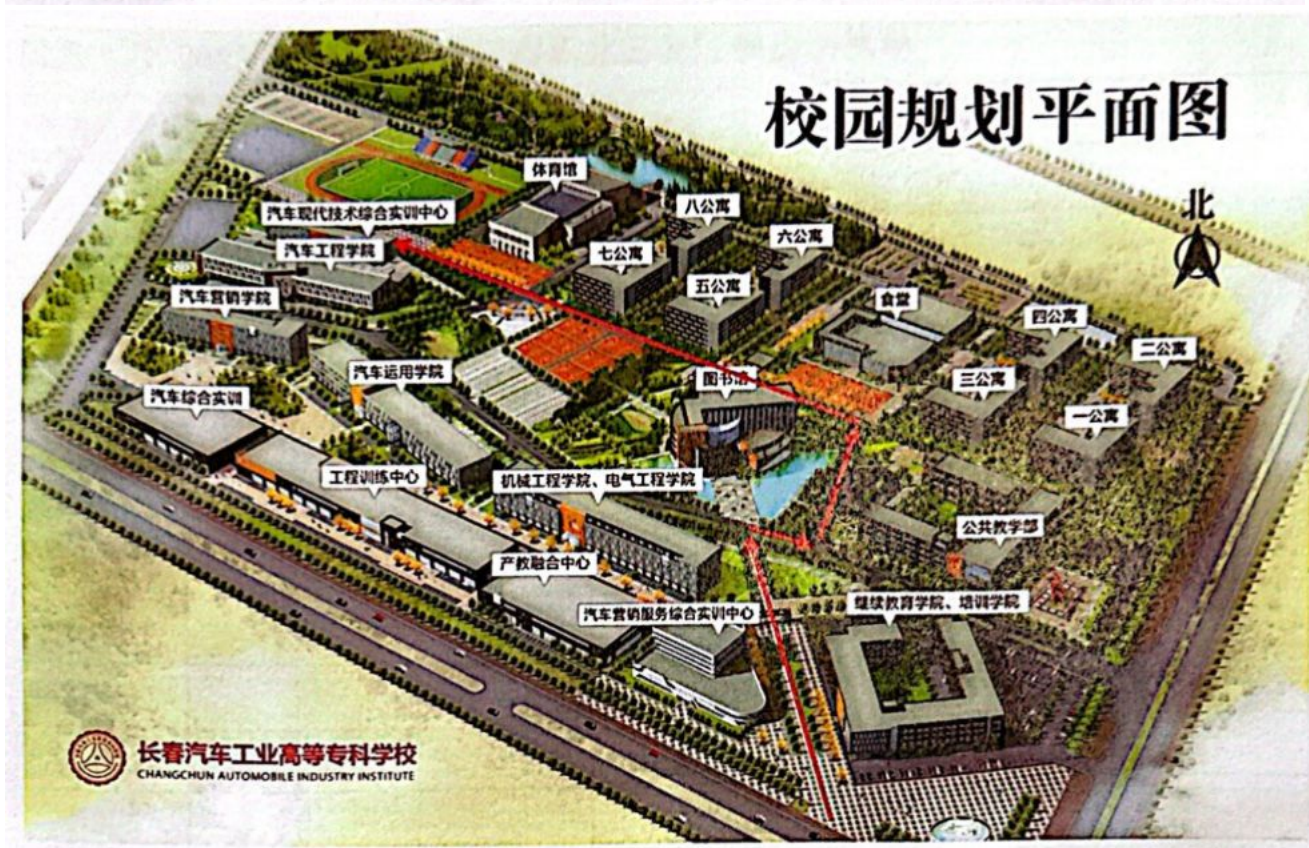 校园规划平面图
北
体育馆
汽车现代技术综合实训中心
八公寓
汽车工程学院
七公寓
六公寓
汽车营销学院
五公寓
食堂
四公寓
二公寓
汽车运用学院
图书馆
三公寓
汽车综合实训
一公寓
工程训练中心
机械工程学院、电气工程学院
公共教学部
产教融合中心
汽车营销服务综合实训中心
继续教育学院、培训学院
长春汽车工业高等专科学校
CHANGCHUN AUTOMOBILE INDUSTRY INSTITUTE